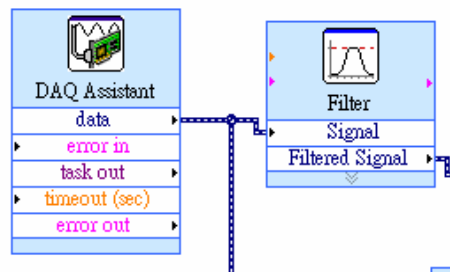 DAQ Assistant
data
error in
task out
timeout (sec)
error out
Filter
Signal
Filtered Signal